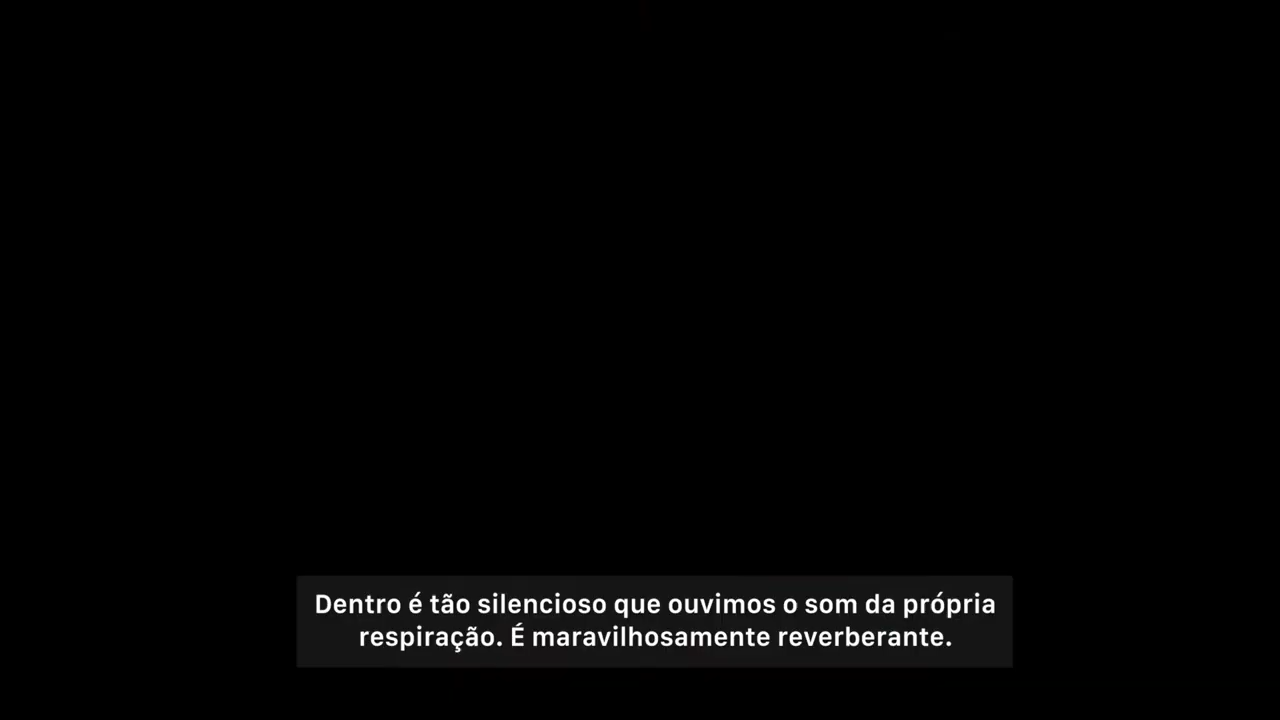 Dentro é tão silencioso que ouvimos o som da própria
respiração. É maravilhosamente reverberante.